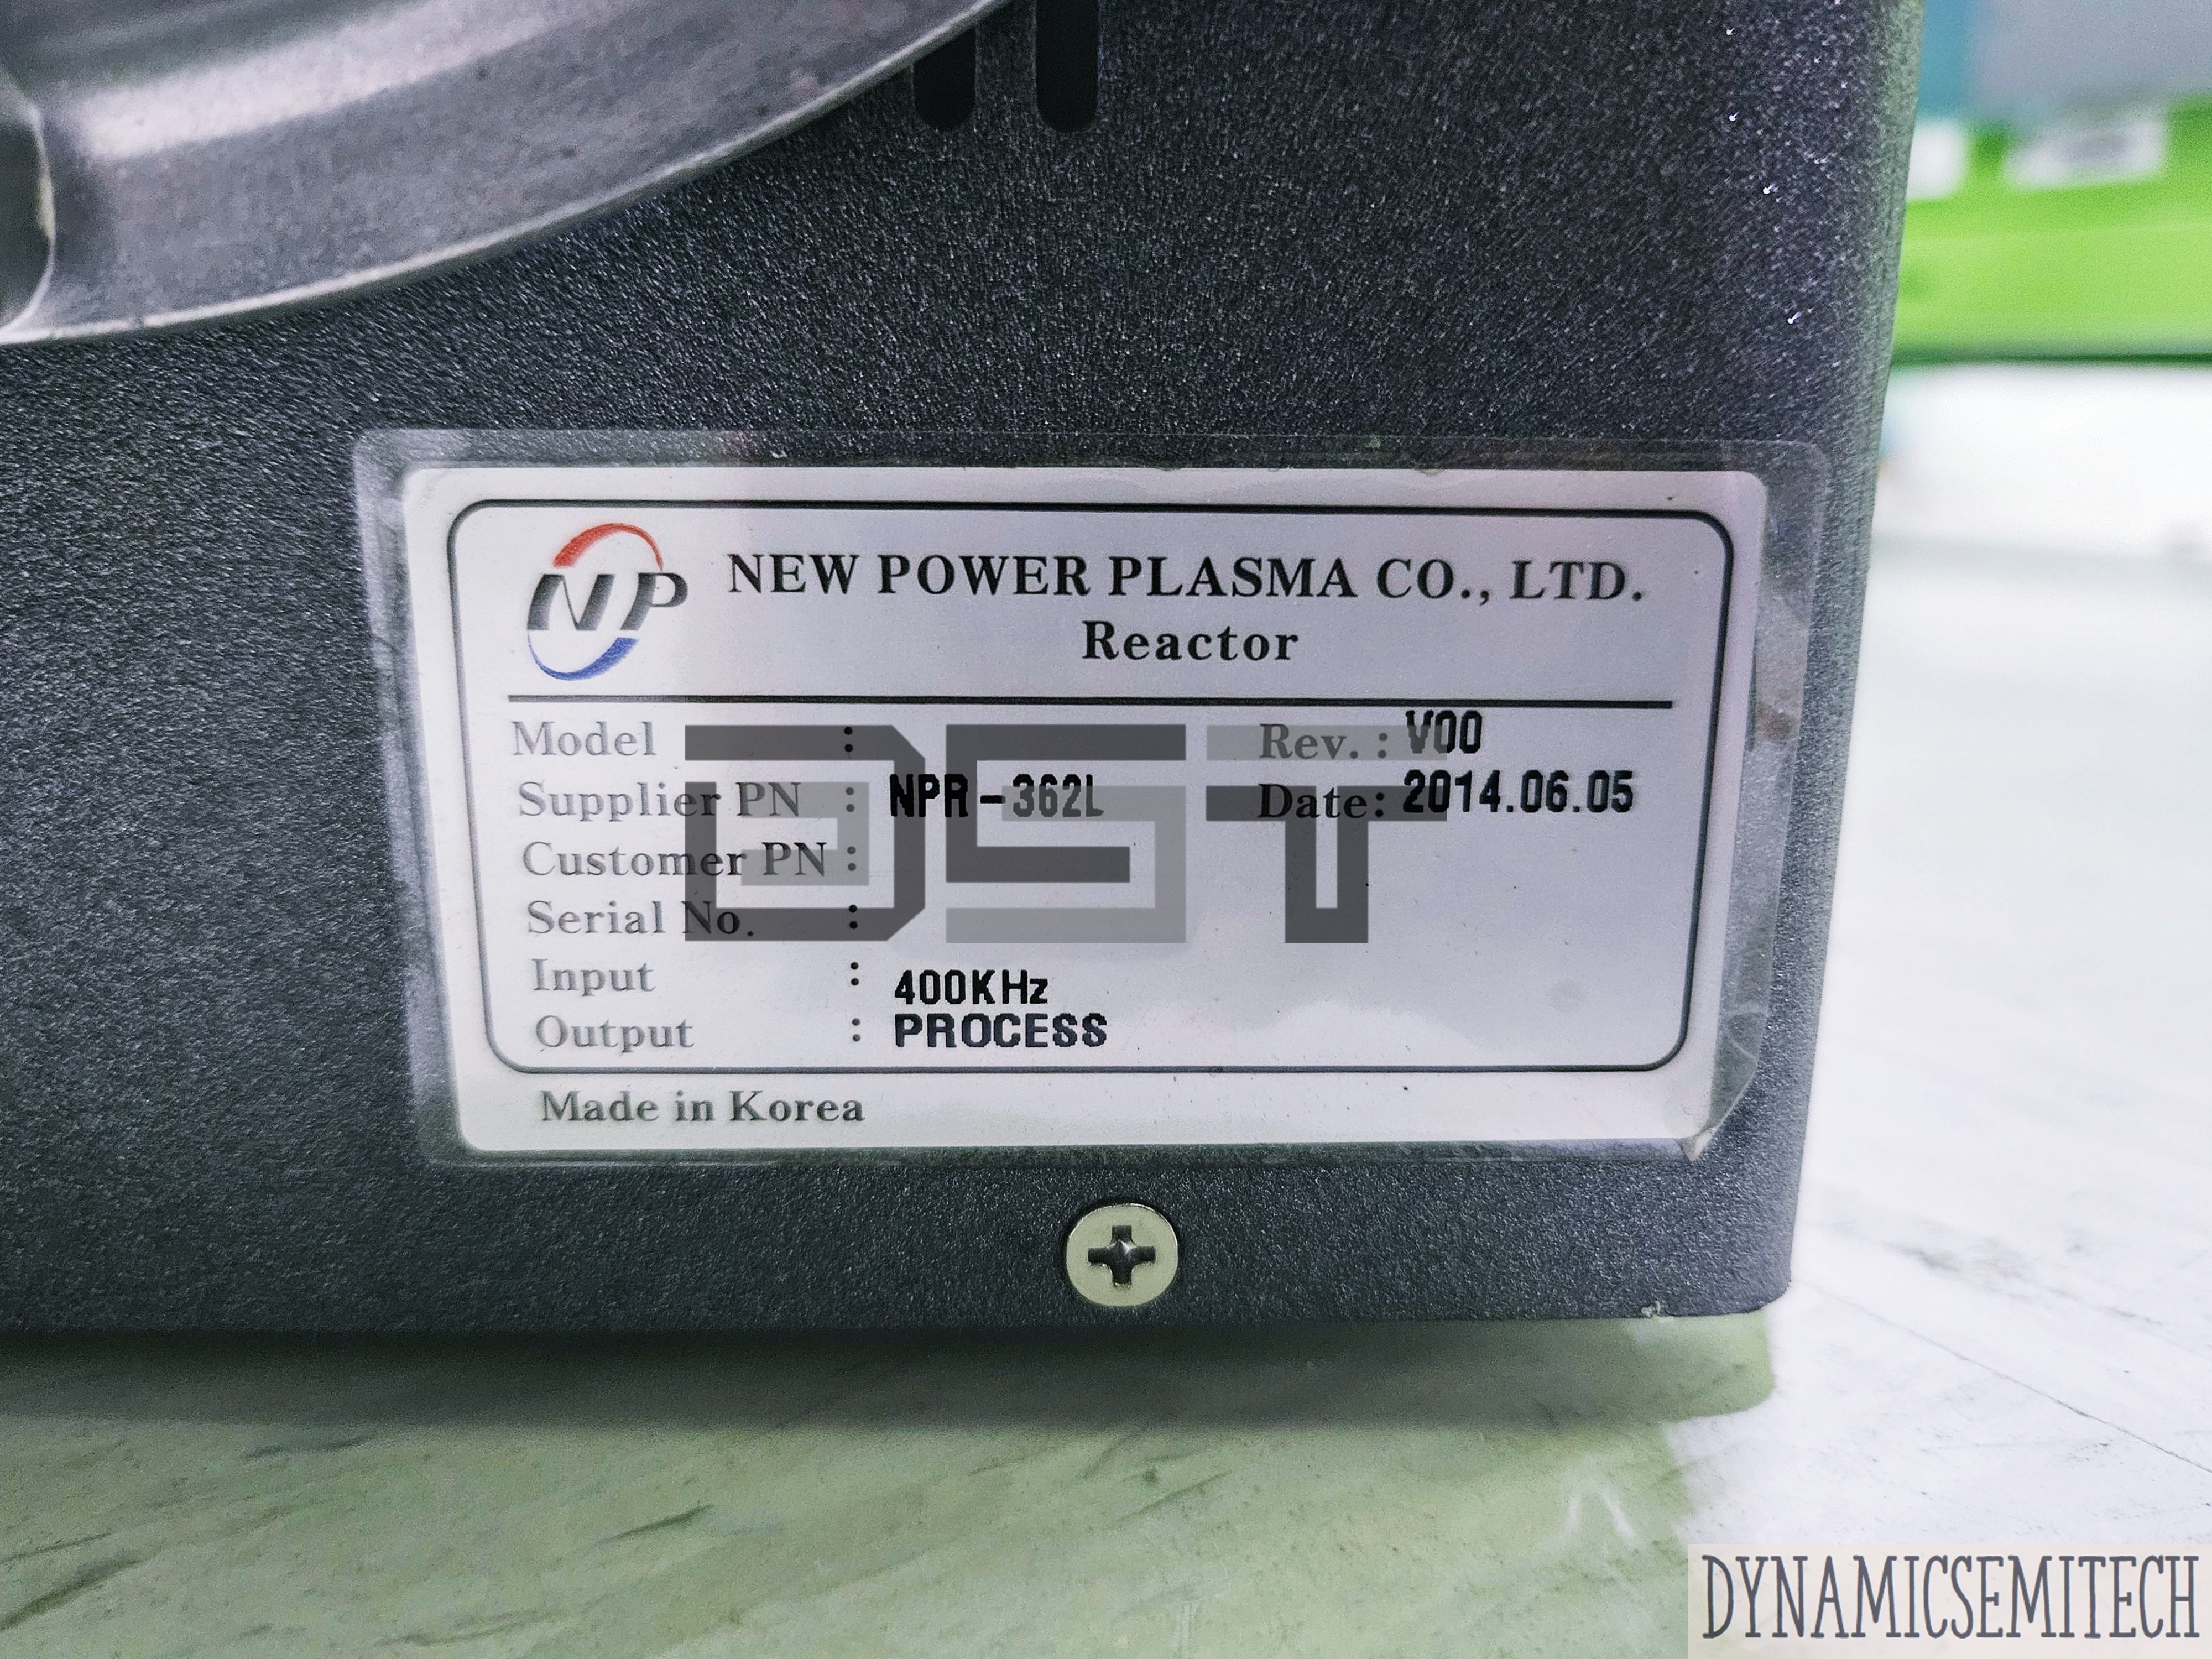 NP NEW POWER PLASMA CO., LTD.
Reactor
Model : Rev. : V00
Supplier PN : NPR-362L Date: 2014.06.05
Customer PN :
Serial No. :
Input : 400KHz
Output : PROCESS
Made in Korea
DST
DYNAMICSEMITECH